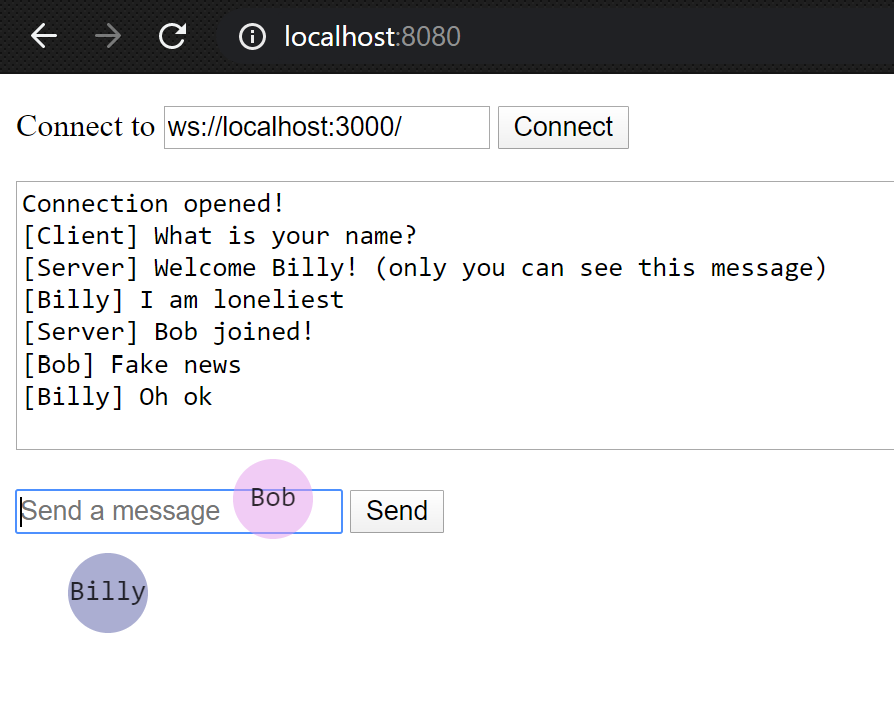 localhost:8080
Connect to ws://localhost:3000/ Connect
Connection opened!
[Client] What is your name?
[Server] Welcome Billy! (only you can see this message)
[Billy] I am loneliest
[Server] Bob joined!
[Bob] Fake news
[Billy] Oh ok
Send a message Bob Send
Billy